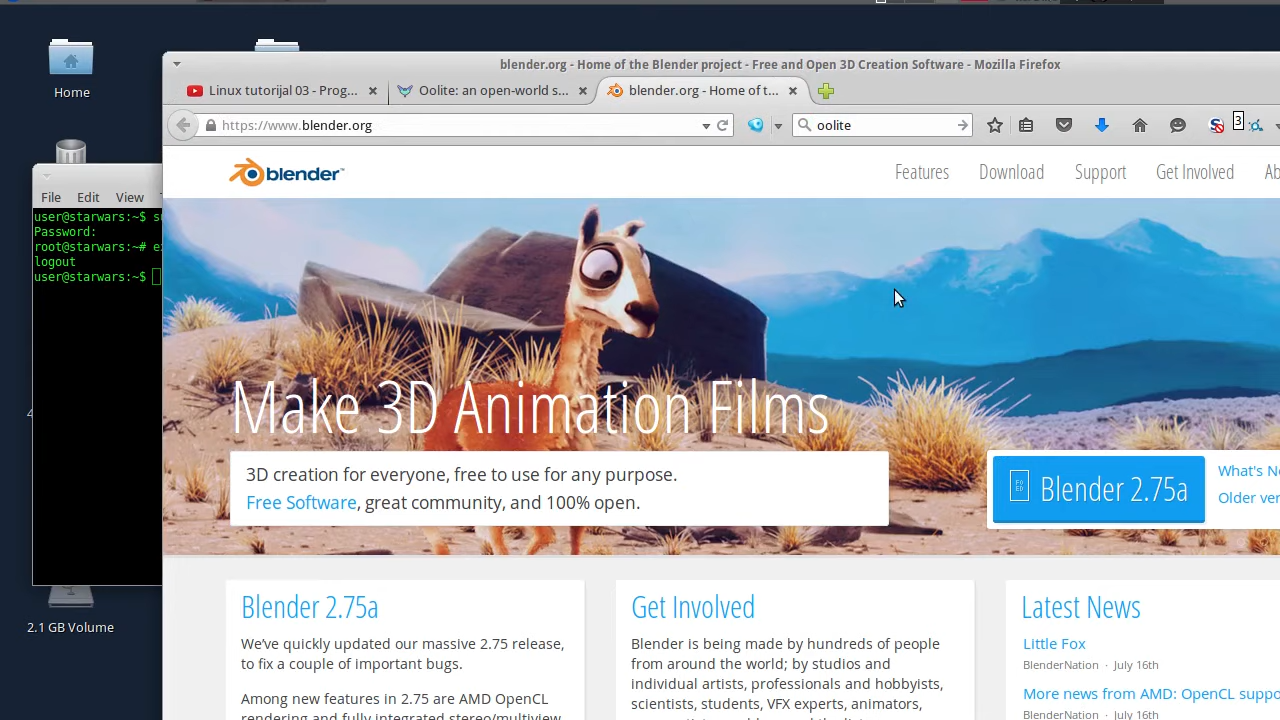 blender.org - Home of the Blender project - Free and Open 3D Creation Software - Mozilla Firefox
Linux tutorijal 03 - Prog...
Oolite: an open-world s...
blender.org - Home of t...
https://www.blender.org
oolite
3
Home
File Edit View
user@starwars:~$
Password:
root@starwars:~#
logout
user@starwars:~$
2.1 GB Volume
blender
Features
Download
Support
Get Involved
Make 3D Animation Films
3D creation for everyone, free to use for any purpose.
Free Software, great community, and 100% open.
Blender 2.75a
What's
Older
Blender 2.75a
We've quickly updated our massive 2.75 release,
to fix a couple of important bugs.
Among new features in 2.75 are AMD OpenCL
rendering and fully integrated stereo/multiview
Get Involved
Blender is being made by hundreds of people
from around the world; by studios and
individual artists, professionals and hobbyists,
scientists, students, VFX experts, animators,
Latest News
Little Fox
BlenderNation · July 16th
More news from AMD: OpenCL
BlenderNation · July 16th